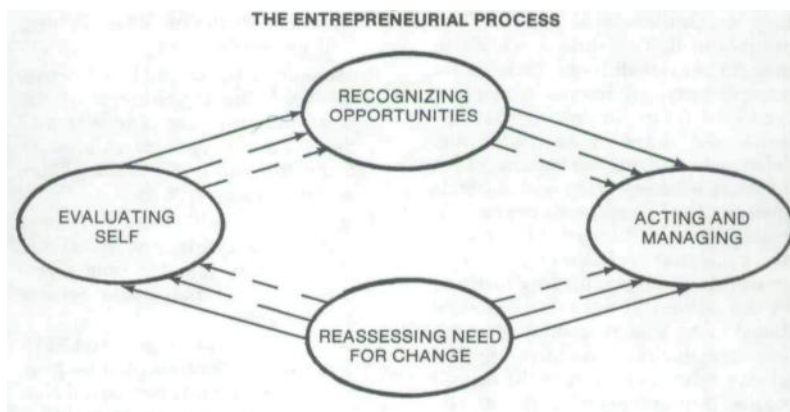 THE ENTREPRENEURIAL PROCESS
RECOGNIZING
OPPORTUNITIES
EVALUATING
SELF
ACTING AND
MANAGING
REASSESSING NEED
FOR CHANGE